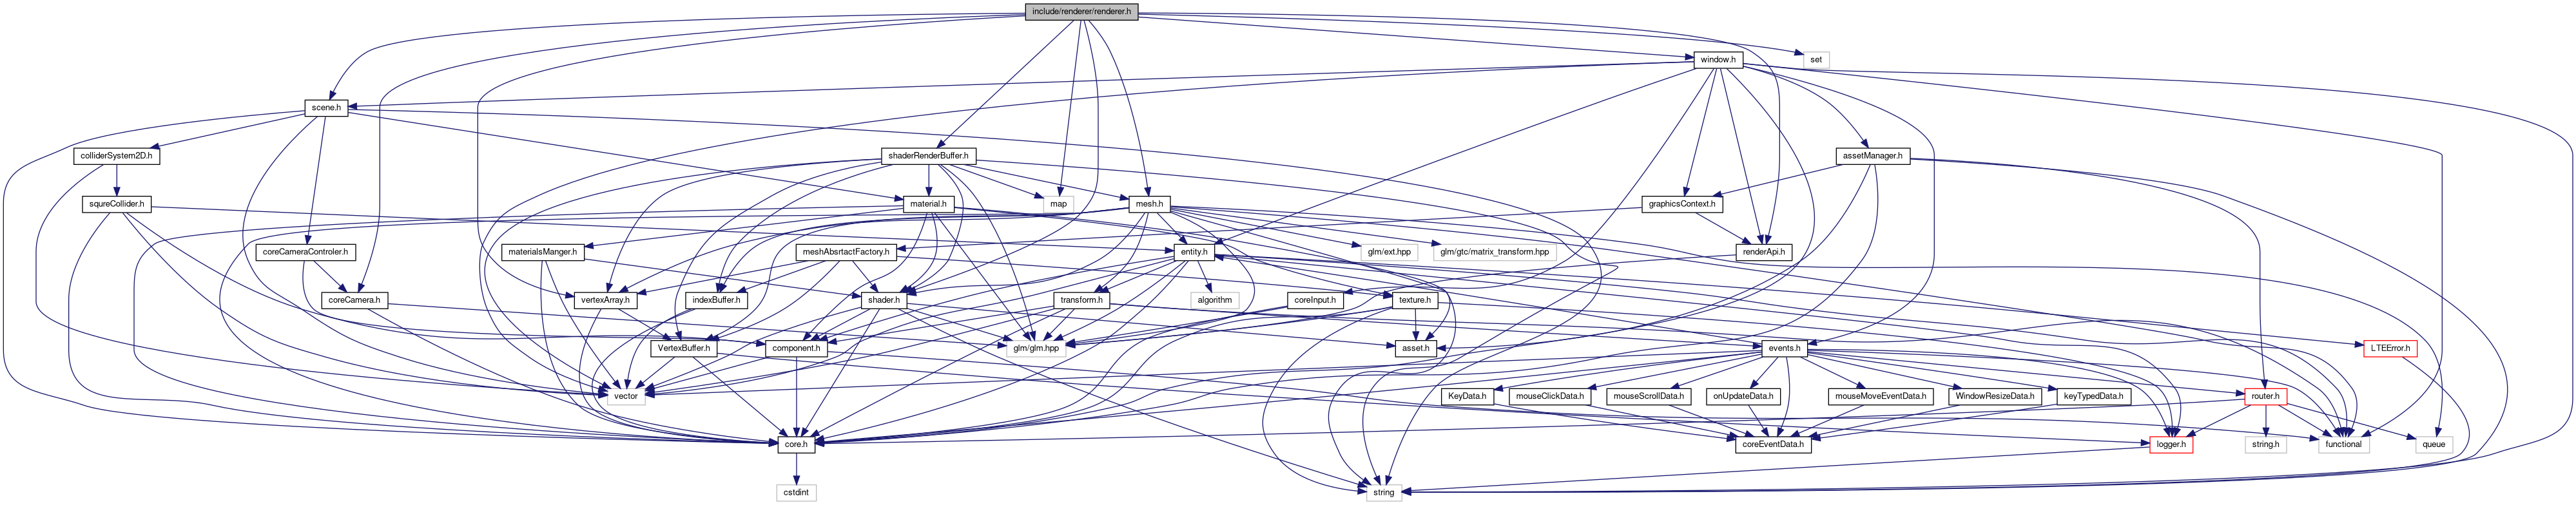 include/renderer/renderer.h
window.h
set
scene.h
colliderSystem2D.h
shaderRenderBuffer.h
assetManager.h
squreCollider.h
material.h
map
mesh.h
graphicsContext.h
coreCameraControler.h
materialsManger.h
meshAbsrtactFactory.h
entity.h
glm/ext.hpp
glm/gtc/matrix_transform.hpp
renderApi.h
coreCamera.h
vertexArray.h
indexBuffer.h
shader.h
transform.h
algorithm
coreInput.h
texture.h
VertexBuffer.h
component.h
glm/glm.hpp
asset.h
events.h
LTEError.h
vector
KeyData.h
mouseClickData.h
mouseScrollData.h
onUpdateData.h
mouseMoveEventData.h
WindowResizeData.h
keyTypedData.h
router.h
core.h
coreEventData.h
logger.h
string.h
functional
queue
cstdint
string